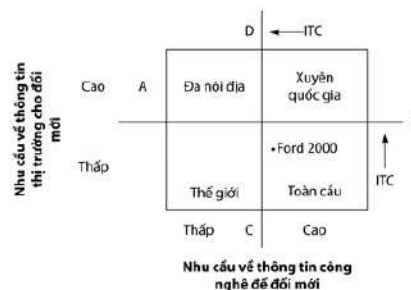 D
ITC
Nhu cầu về thông tin
thị trường cho đổi
mới
Cao
A
Đa nội địa
Xuyên
quốc gia
Thấp
•Ford 2000
ITC
Thế giới
Toàn cầu
Thấp
C
Cao
Nhu cầu về thông tin công
nghệ để đổi mới